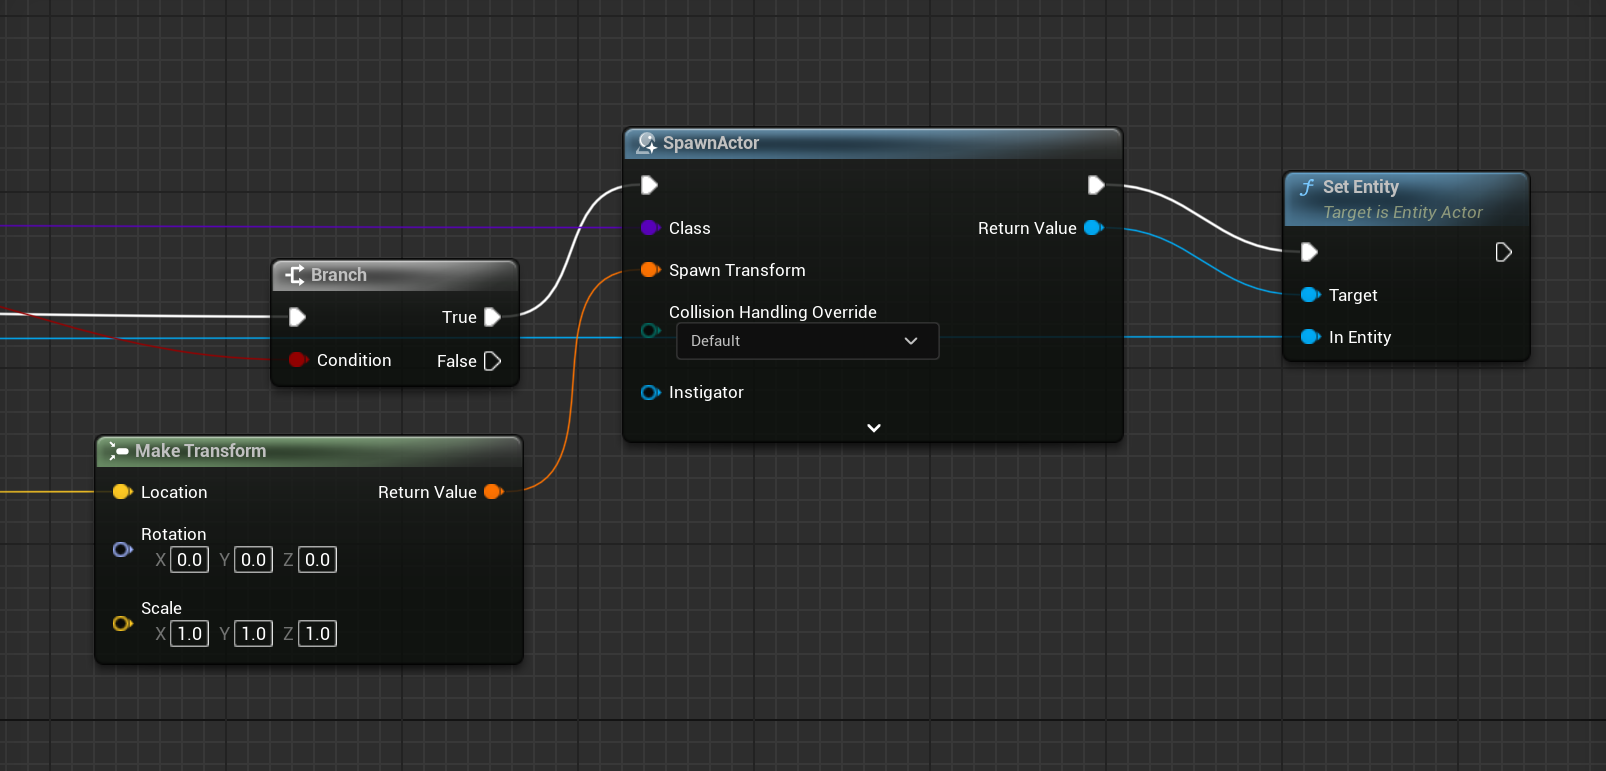 SpawnActor
Class
Return Value
Spawn Transform
Collision Handling Override
Default
Instigator
Set Entity
Target is Entity Actor
Target
In Entity
Branch
True
Condition
False
Make Transform
Location
Return Value
Rotation
X 0.0 Y 0.0 Z 0.0
Scale
X 1.0 Y 1.0 Z 1.0